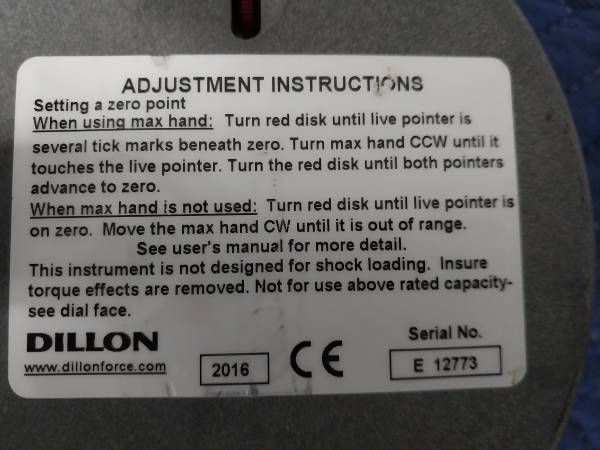 ADJUSTMENT INSTRUCTIONS
Setting a zero point
When using max hand: Turn red disk until live pointer is
several tick marks beneath zero. Turn max hand CCW until it
touches the live pointer. Turn the red disk until both pointers
advance to zero.
When max hand is not used: Turn red disk until live pointer is
on zero. Move the max hand CW until it is out of range.
See user's manual for more detail.
This instrument is not designed for shock loading. Insure
torque effects are removed. Not for use above rated capacity-
see dial face.
DILLON
www.dillonforce.com
2016
CE
Serial No.
E 12773